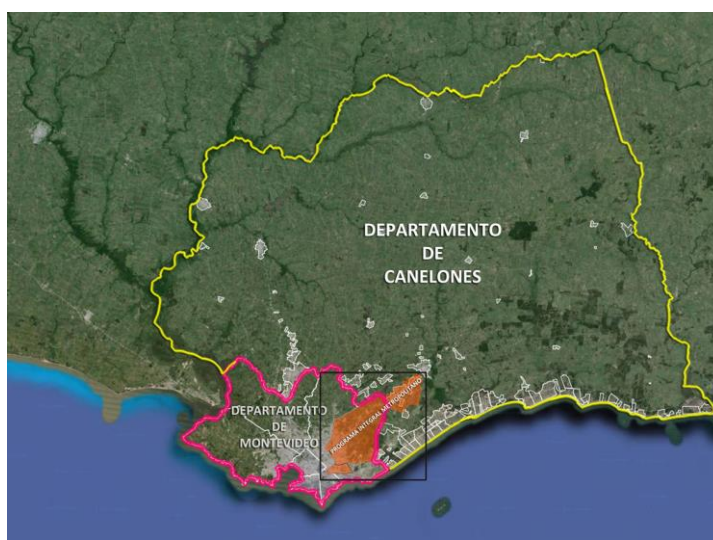 DEPARTAMENTO
DE
CANELONES
DEPARTAMENTO
DE
MONTEVIDEO
PROGRAMA INTEGRAL METROPOLITANO